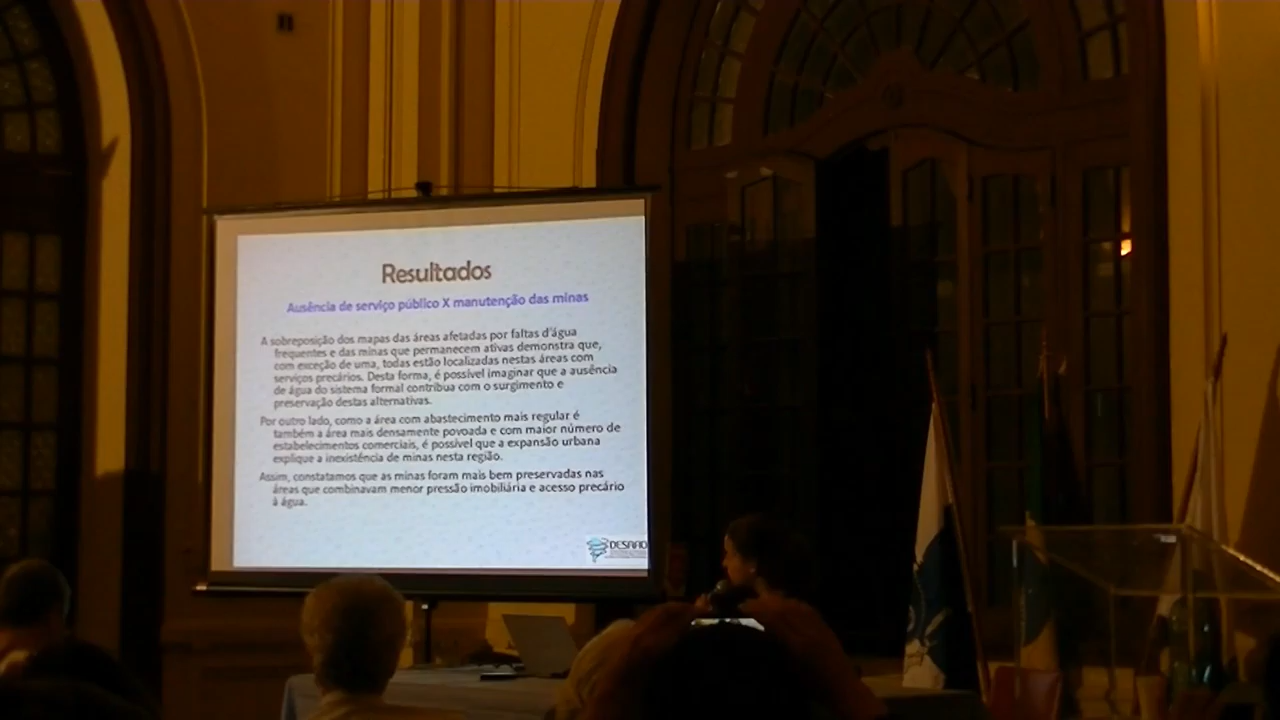 Resultados
Ausência de serviço público X manutenção das minas
A sobreposição dos mapas das áreas afetadas por faltas d'água
frequentes e das minas que permanecem ativas demonstra que,
com exceção de uma, todas estão localizadas nestas áreas com
serviços precários. Desta forma, é possível imaginar que a ausência
de água do sistema formal contribua com o surgimento e
preservação destas alternativas.
Por outro lado, como a área com abastecimento mais regular é
também a área mais densamente povoada e com maior número de
estabelecimentos comerciais, é possível que a expansão urbana
explique a inexistência de minas nesta região.
Assim, constatamos que as minas foram mais bem preservadas nas
áreas que combinavam menor pressão imobiliária e acesso precário
à água.